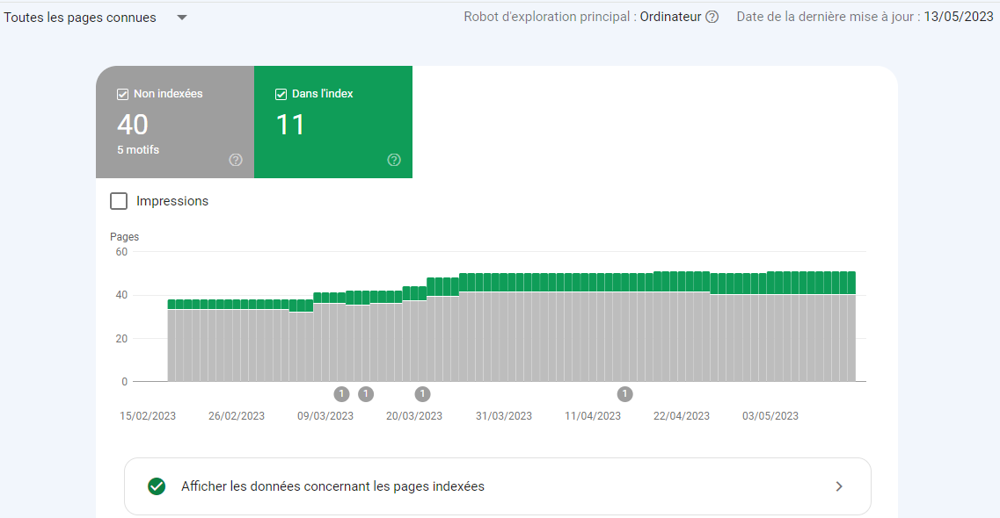 Toutes les pages connues
Robot d'exploration principal : Ordinateur
Date de la dernière mise à jour : 13/05/2023
Non indexées
40
5 motifs
Dans l'index
11
Impressions
Pages
60
40
20
0
1 1 1 1
15/02/2023 26/02/2023 09/03/2023 20/03/2023 31/03/2023 11/04/2023 22/04/2023 03/05/2023
Afficher les données concernant les pages indexées